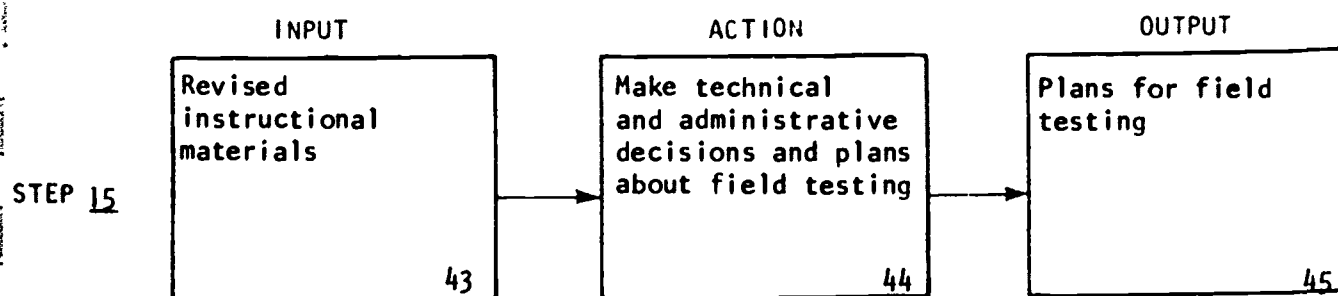 INPUT ACTION OUTPUT
Revised
instructional
materials
43
Make technical
and administrative
decisions and plans
about field testing
44
Plans for field
testing
45
STEP 15